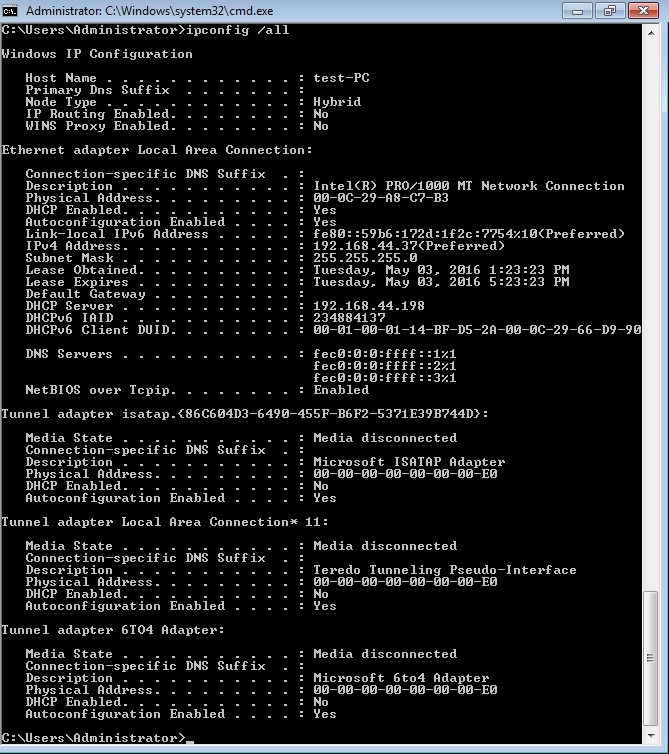 Administrator: C:\Windows\system32\cmd.exe
C:\Users\Administrator>ipconfig /all
Windows IP Configuration
Host Name . . . . . . . . . . . . : test-PC
Primary Dns Suffix  . . . . . . . :
Node Type . . . . . . . . . . . . : Hybrid
IP Routing Enabled. . . . . . . . : No
WINS Proxy Enabled. . . . . . . . : No
Ethernet adapter Local Area Connection:
Connection-specific DNS Suffix  . :
Description . . . . . . . . . . . : Intel(R) PRO/1000 MT Network Connection
Physical Address. . . . . . . . . : 00-0C-29-A8-C7-B3
DHCP Enabled. . . . . . . . . . . : Yes
Autoconfiguration Enabled . . . . : Yes
Link-local IPv6 Address . . . . . : fe80::59b6:172d:1f2c:7754%10(Preferred)
IPv4 Address. . . . . . . . . . . : 192.168.44.37(Preferred)
Subnet Mask . . . . . . . . . . . : 255.255.255.0
Lease Obtained. . . . . . . . . . : Tuesday, May 03, 2016 1:23:23 PM
Lease Expires . . . . . . . . . . : Tuesday, May 03, 2016 5:23:23 PM
Default Gateway . . . . . . . . . :
DHCP Server . . . . . . . . . . . : 192.168.44.198
DHCPv6 IAID . . . . . . . . . . . : 234884137
DHCPv6 Client DUID. . . . . . . . : 00-01-00-01-14-BF-D5-2A-00-0C-29-66-D9-90
DNS Servers . . . . . . . . . . . : fec0:0:0:ffff::1%1
fec0:0:0:ffff::2%1
fec0:0:0:ffff::3%1
NetBIOS over Tcpip. . . . . . . . : Enabled
Tunnel adapter isatap.{86C604D3-6490-455F-B6F2-5371E39B744D}:
Media State . . . . . . . . . . . : Media disconnected
Connection-specific DNS Suffix  . :
Description . . . . . . . . . . . : Microsoft ISATAP Adapter
Physical Address. . . . . . . . . : 00-00-00-00-00-00-00-E0
DHCP Enabled. . . . . . . . . . . : No
Autoconfiguration Enabled . . . . : Yes
Tunnel adapter Local Area Connection* 11:
Media State . . . . . . . . . . . : Media disconnected
Connection-specific DNS Suffix  . :
Description . . . . . . . . . . . : Teredo Tunneling Pseudo-Interface
Physical Address. . . . . . . . . : 00-00-00-00-00-00-00-E0
DHCP Enabled. . . . . . . . . . . : No
Autoconfiguration Enabled . . . . : Yes
Tunnel adapter 6TO4 Adapter:
Media State . . . . . . . . . . . : Media disconnected
Connection-specific DNS Suffix  . :
Description . . . . . . . . . . . : Microsoft 6to4 Adapter
Physical Address. . . . . . . . . : 00-00-00-00-00-00-00-E0
DHCP Enabled. . . . . . . . . . . : No
Autoconfiguration Enabled . . . . : Yes
C:\Users\Administrator>_